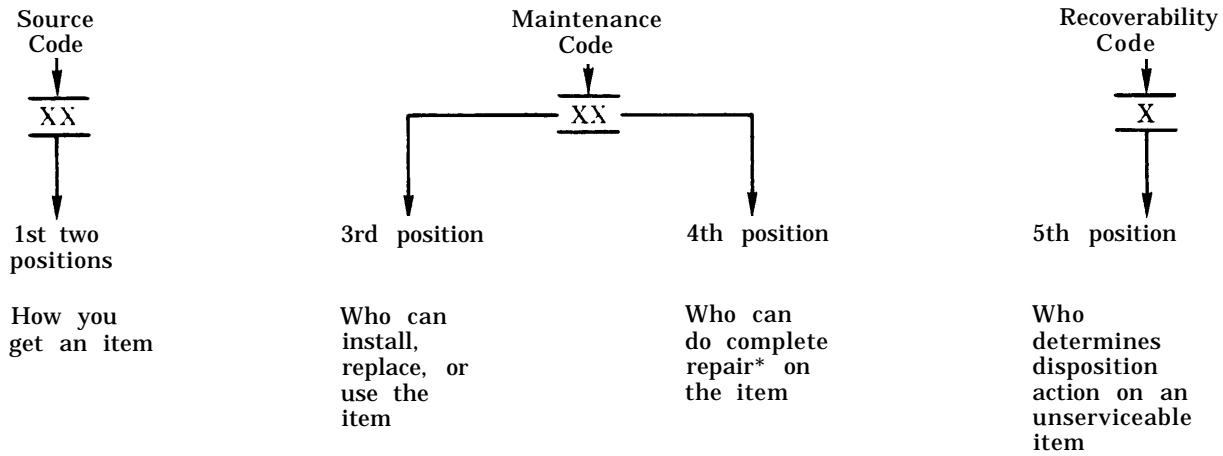 Source
Code
XX
1st two
positions
How you
get an item
Maintenance
Code
XX
3rd position
Who can
install,
replace, or
use the
item
4th position
Who can
do complete
repair* on
the item
Recoverability
Code
X
5th position
Who
determines
disposition
action on an
unserviceable
item